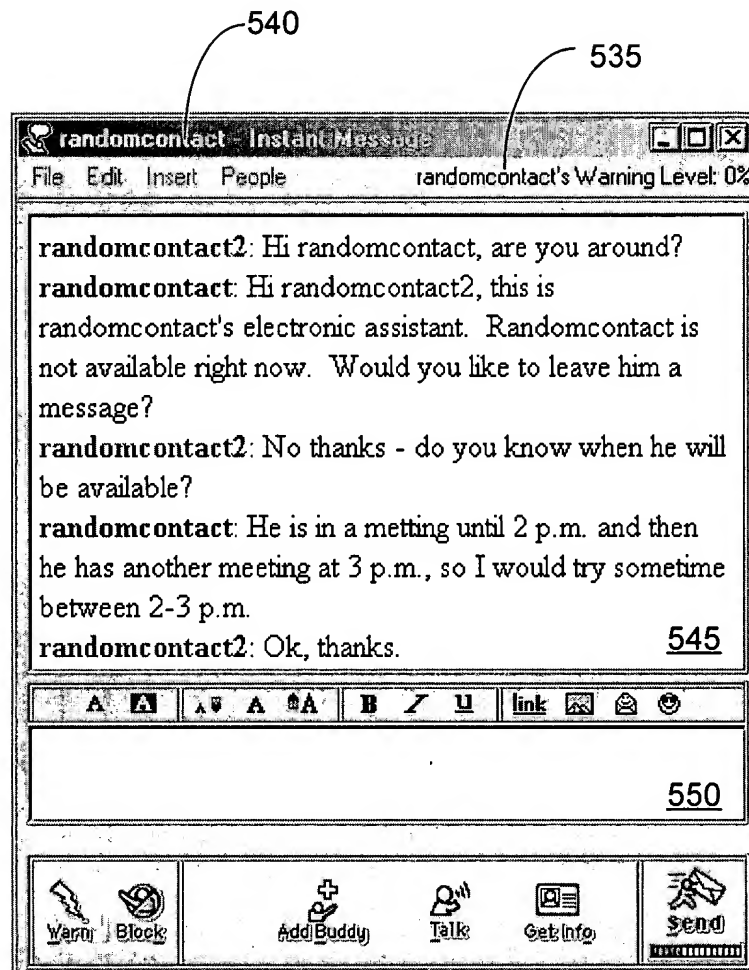 540
535
randomcontact - Instant Message
File Edit Insert People randomcontact's Warning Level: 0%
randomcontact2: Hi randomcontact, are you around?
randomcontact: Hi randomcontact2, this is
randomcontact's electronic assistant. Randomcontact is
not available right now. Would you like to leave him a
message?
randomcontact2: No thanks - do you know when he will
be available?
randomcontact: He is in a metting until 2 p.m. and then
he has another meeting at 3 p.m., so I would try sometime
between 2-3 p.m.
randomcontact2: Ok, thanks.
545
A A A A A B I U link
550
Warn Block Add Buddy Talk Get Info Send